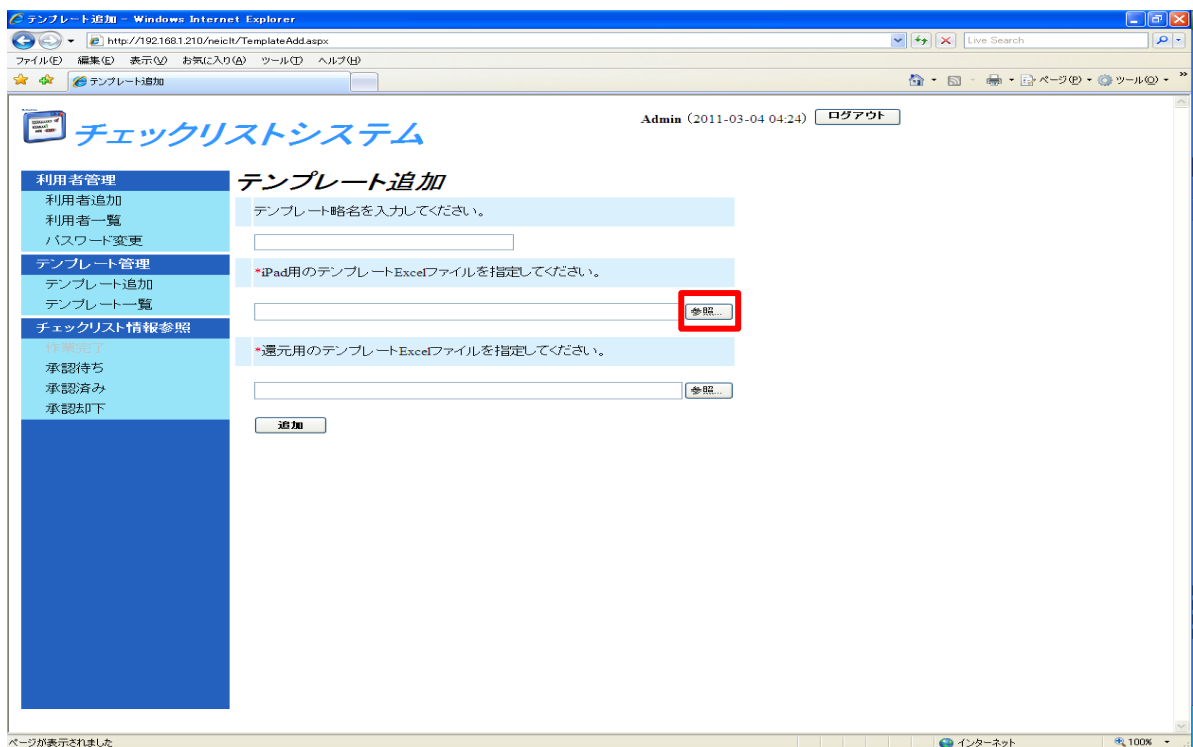 テンプレート追加 - Windows Internet Explorer
http://192.168.1.210/neiclt/TemplateAdd.aspx
Live Search
ファイル(F) 編集(E) 表示(V) お気に入り(A) ツール(T) ヘルプ(H)
テンプレート追加
ページ(P) ツール(O)
チェックリストシステム
Admin (2011-03-04 04:24) ログアウト
利用者管理
利用者追加
利用者一覧
パスワード変更
テンプレート管理
テンプレート追加
テンプレート一覧
チェックリスト情報参照
作業完了
承認待ち
承認済み
承認却下
テンプレート追加
テンプレート略名を入力してください。
*iPad用のテンプレートExcelファイルを指定してください。
参照...
*還元用のテンプレートExcelファイルを指定してください。
参照...
追加
ページが表示されました
インターネット
100%